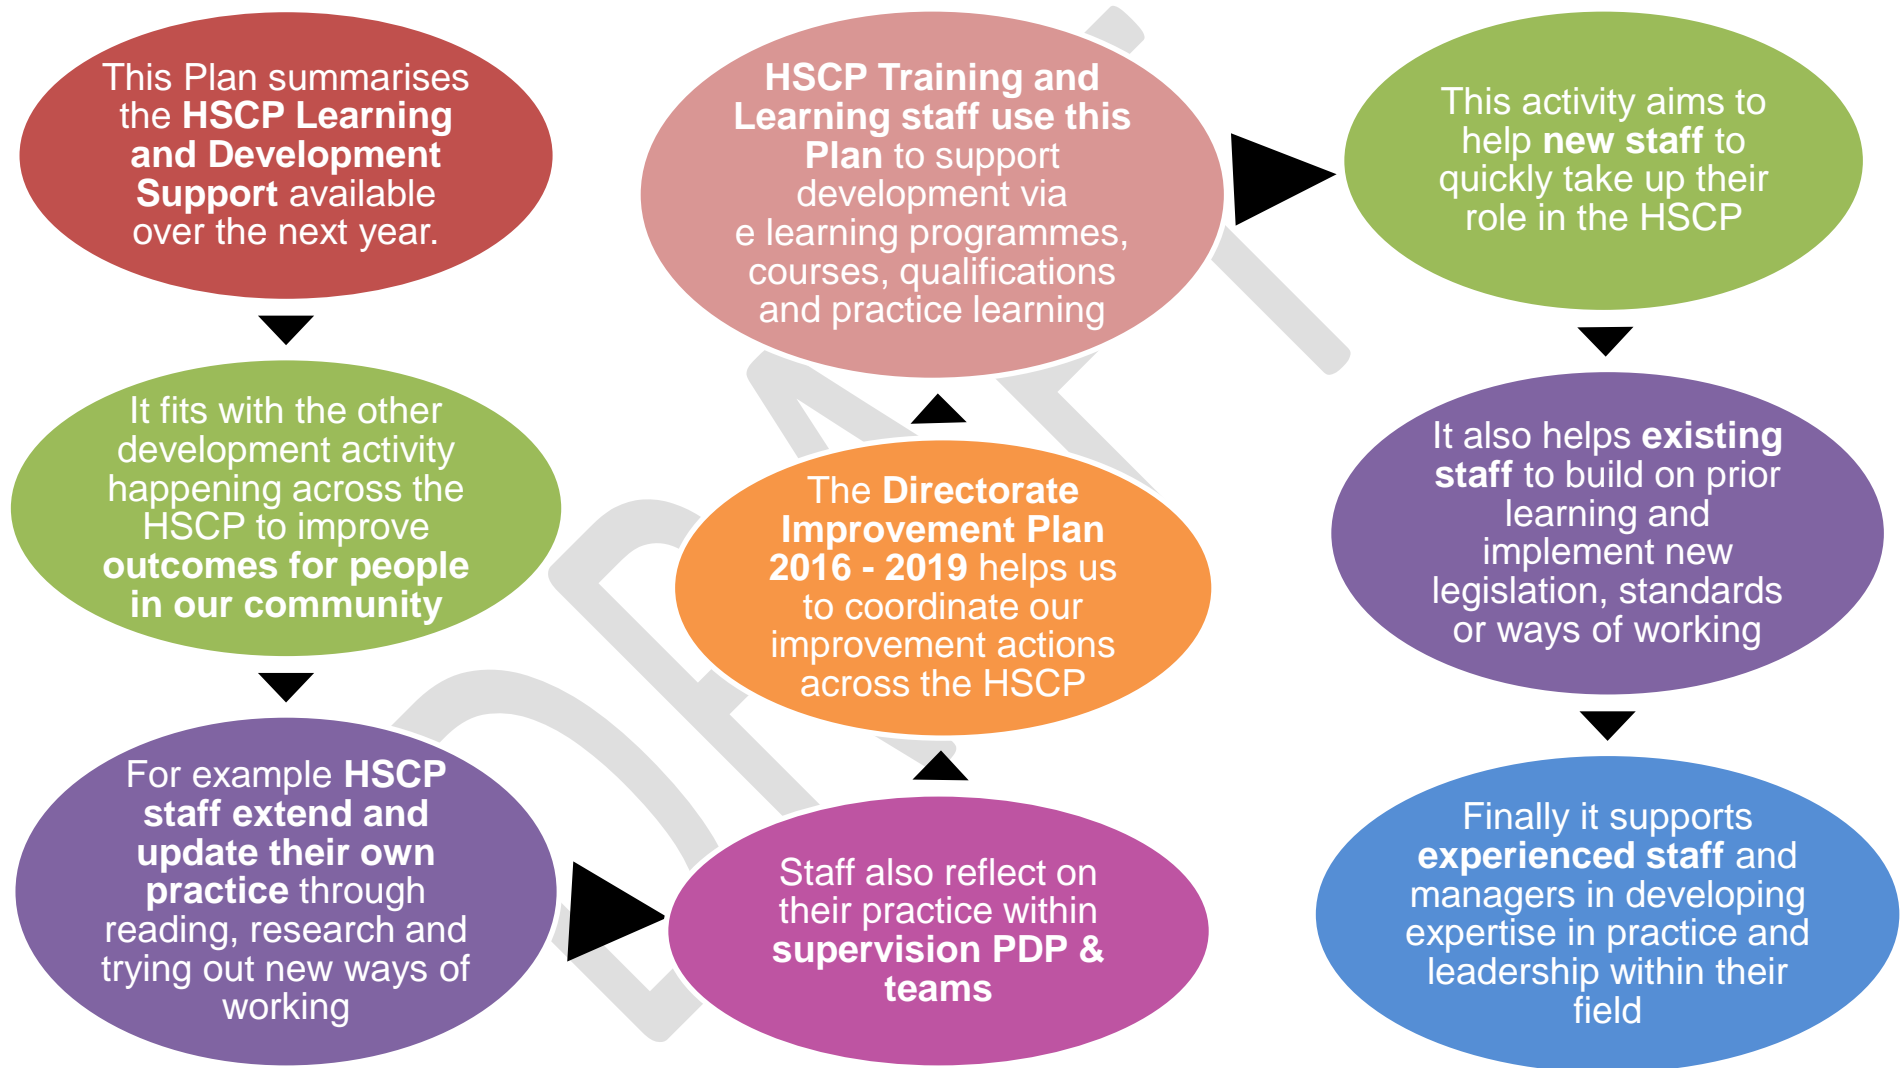 This Plan summarises
the HSCP Learning
and Development
Support available
over the next year.
It fits with the other
development activity
happening across the
HSCP to improve
outcomes for people
in our community
For example HSCP
staff extend and
update their own
practice through
reading, research and
trying out new ways of
working
Staff also reflect on
their practice within
supervision PDP &
teams
The Directorate
Improvement Plan
2016 - 2019 helps us
to coordinate our
improvement actions
across the HSCP
HSCP Training and
Learning staff use this
Plan to support
development via
e learning programmes,
courses, qualifications
and practice learning
This activity aims to
help new staff to
quickly take up their
role in the HSCP
It also helps existing
staff to build on prior
learning and
implement new
legislation, standards
or ways of working
Finally it supports
experienced staff and
managers in developing
expertise in practice and
leadership within their
field
DRAFT